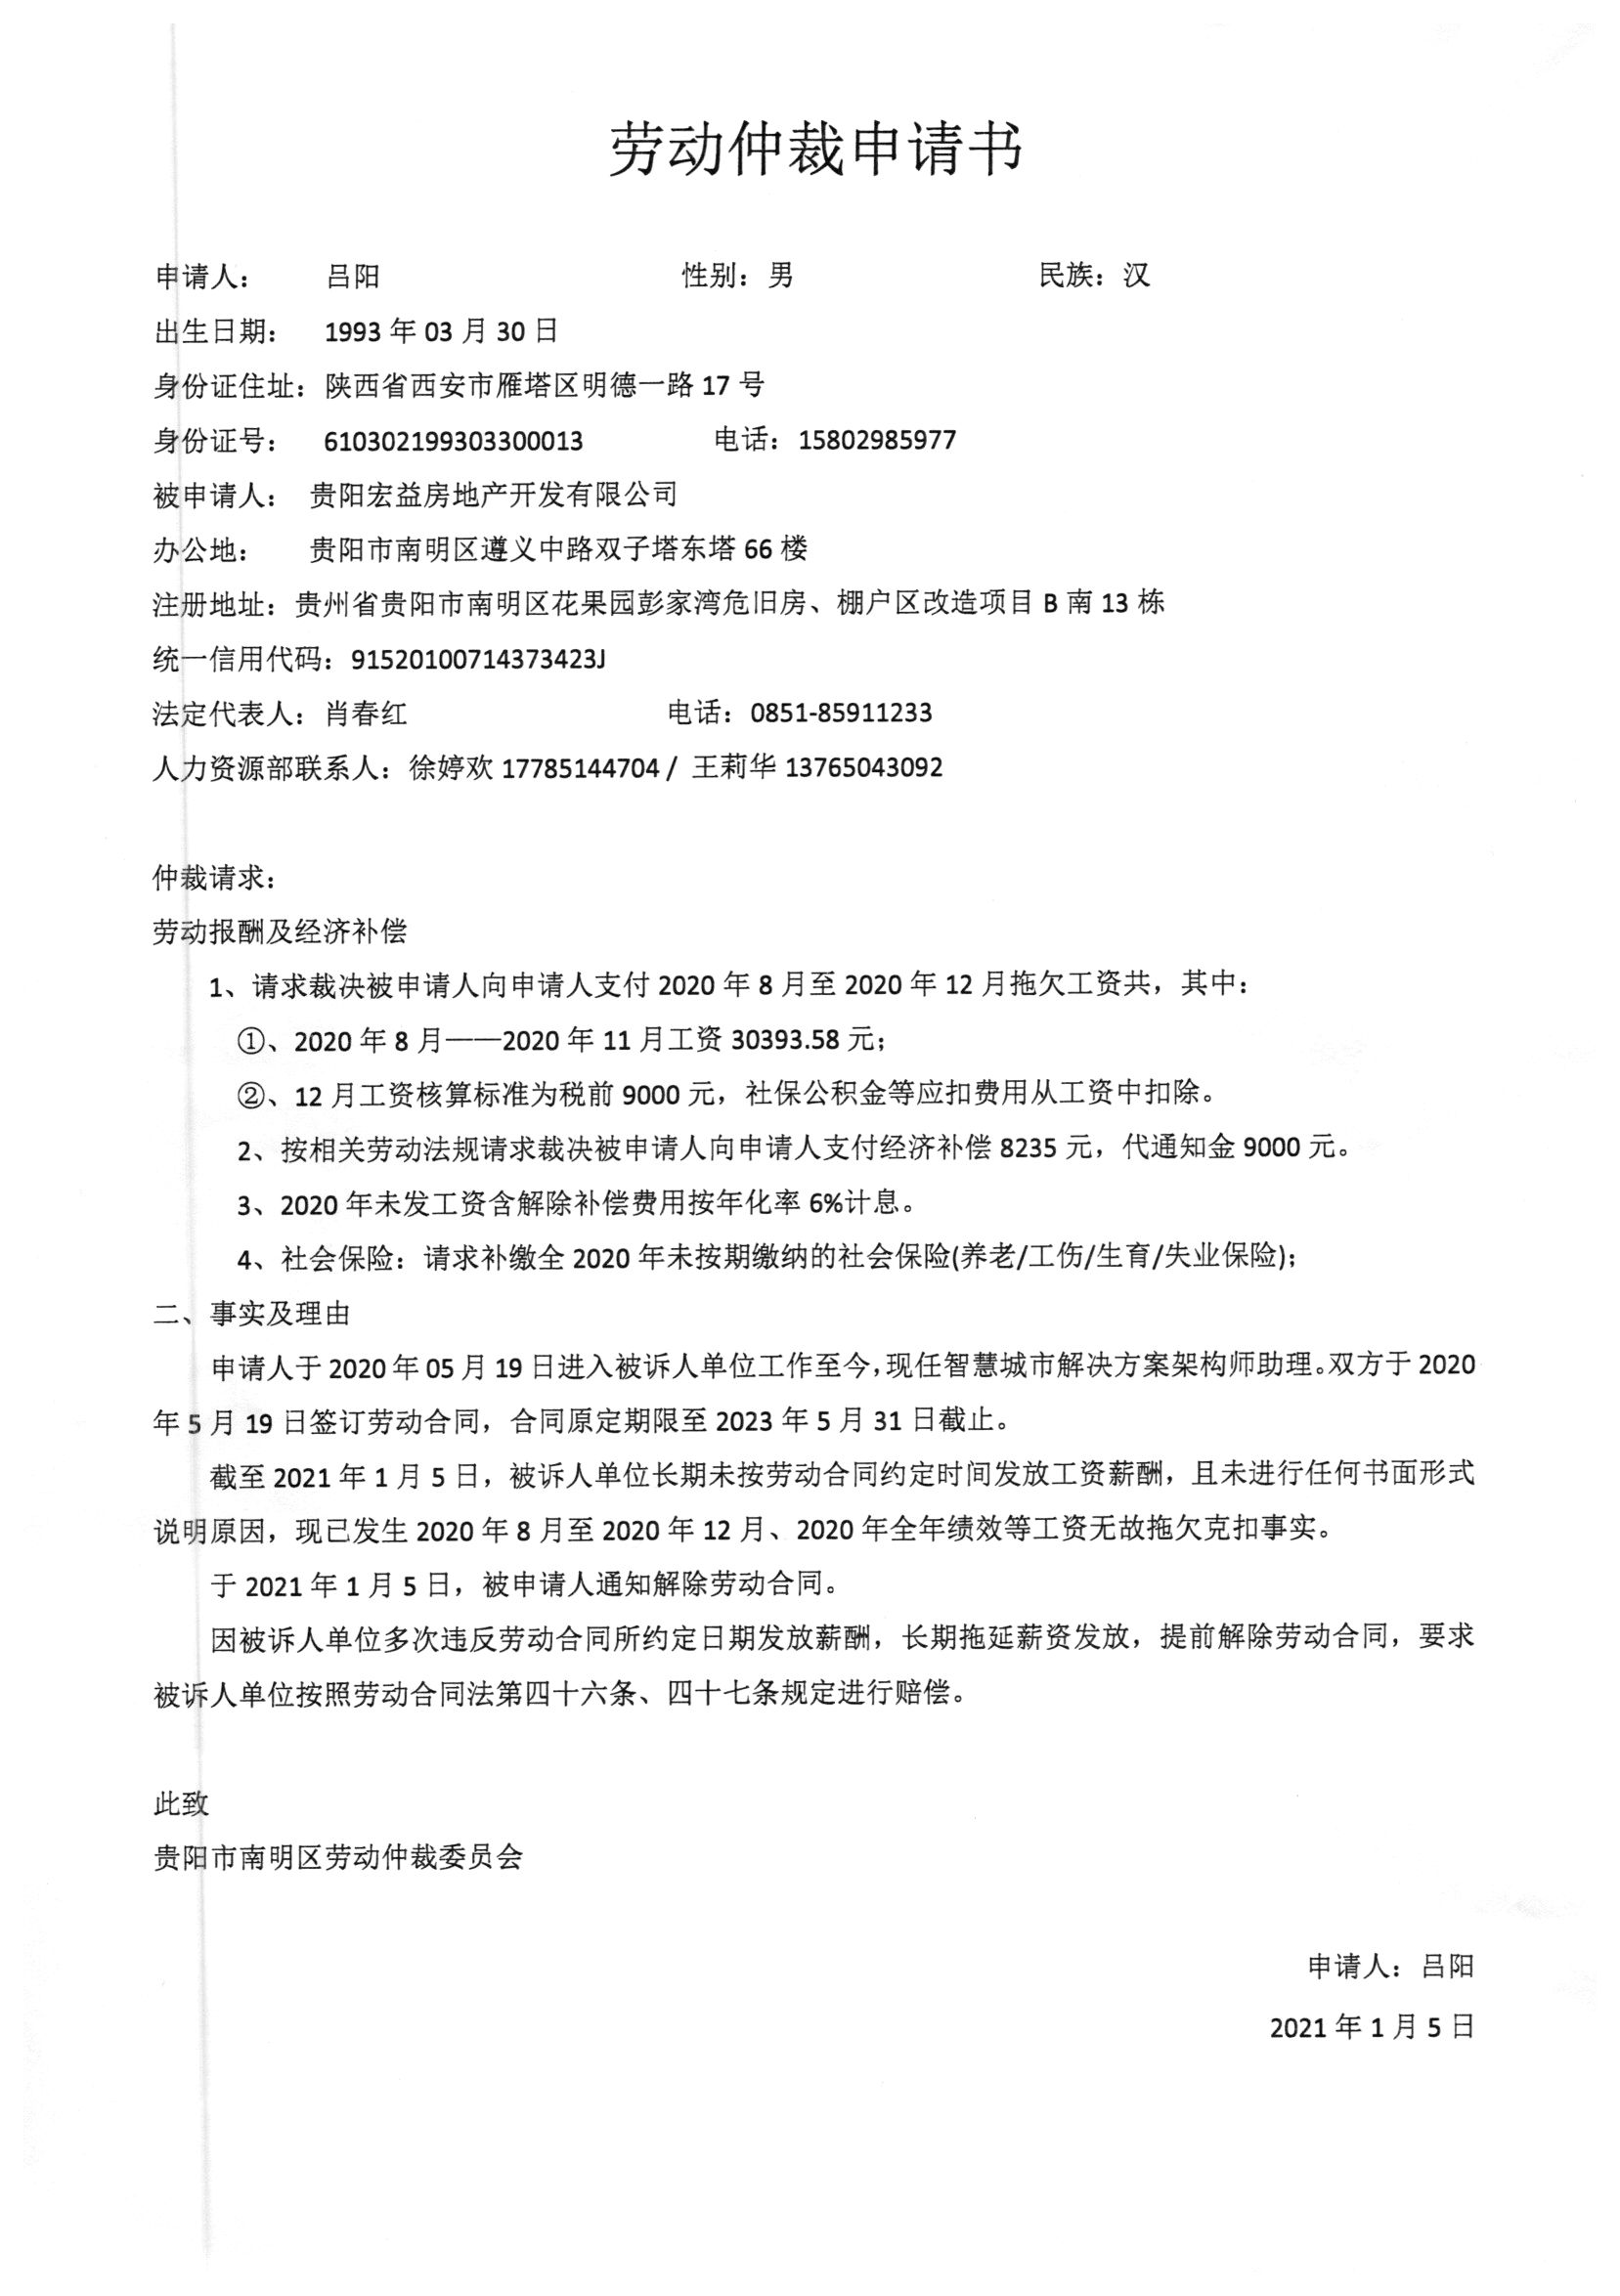 劳动仲裁申请书
申请人： 吕阳 性别：男 民族：汉
出生日期： 1993 年 03 月 30 日
身份证住址：陕西省西安市雁塔区明德一路 17 号
身份证号： 610302199303300013 电话：15802985977
被申请人： 贵阳宏益房地产开发有限公司
办公地： 贵阳市南明区遵义中路双子塔东塔 66 楼
注册地址：贵州省贵阳市南明区花果园彭家湾危旧房、棚户区改造项目 B 南 13 栋
统一信用代码：91520100714373423J
法定代表人：肖春红 电话：0851-85911233
人力资源部联系人：徐婷欢 17785144704 / 王莉华 13765043092
仲裁请求：
劳动报酬及经济补偿
1、请求裁决被申请人向申请人支付 2020 年 8 月至 2020 年 12 月拖欠工资共，其中：
①、2020 年 8 月——2020 年 11 月工资 30393.58 元；
②、12 月工资核算标准为税前 9000 元，社保公积金等应扣费用从工资中扣除。
2、按相关劳动法规请求裁决被申请人向申请人支付经济补偿 8235 元，代通知金 9000 元。
3、2020 年未发工资含解除补偿费用按年化率 6%计息。
4、社会保险：请求补缴全 2020 年未按期缴纳的社会保险(养老/工伤/生育/失业保险)；
二、事实及理由
申请人于 2020 年 05 月 19 日进入被诉人单位工作至今，现任智慧城市解决方案架构师助理。双方于 2020
年 5 月 19 日签订劳动合同，合同原定期限至 2023 年 5 月 31 日截止。
截至 2021 年 1 月 5 日，被诉人单位长期未按劳动合同约定时间发放工资薪酬，且未进行任何书面形式
说明原因，现已发生 2020 年 8 月至 2020 年 12 月、2020 年全年绩效等工资无故拖欠克扣事实。
于 2021 年 1 月 5 日，被申请人通知解除劳动合同。
因被诉人单位多次违反劳动合同所约定日期发放薪酬，长期拖延薪资发放，提前解除劳动合同，要求
被诉人单位按照劳动合同法第四十六条、四十七条规定进行赔偿。
此致
贵阳市南明区劳动仲裁委员会
申请人：吕阳
2021 年 1 月 5 日